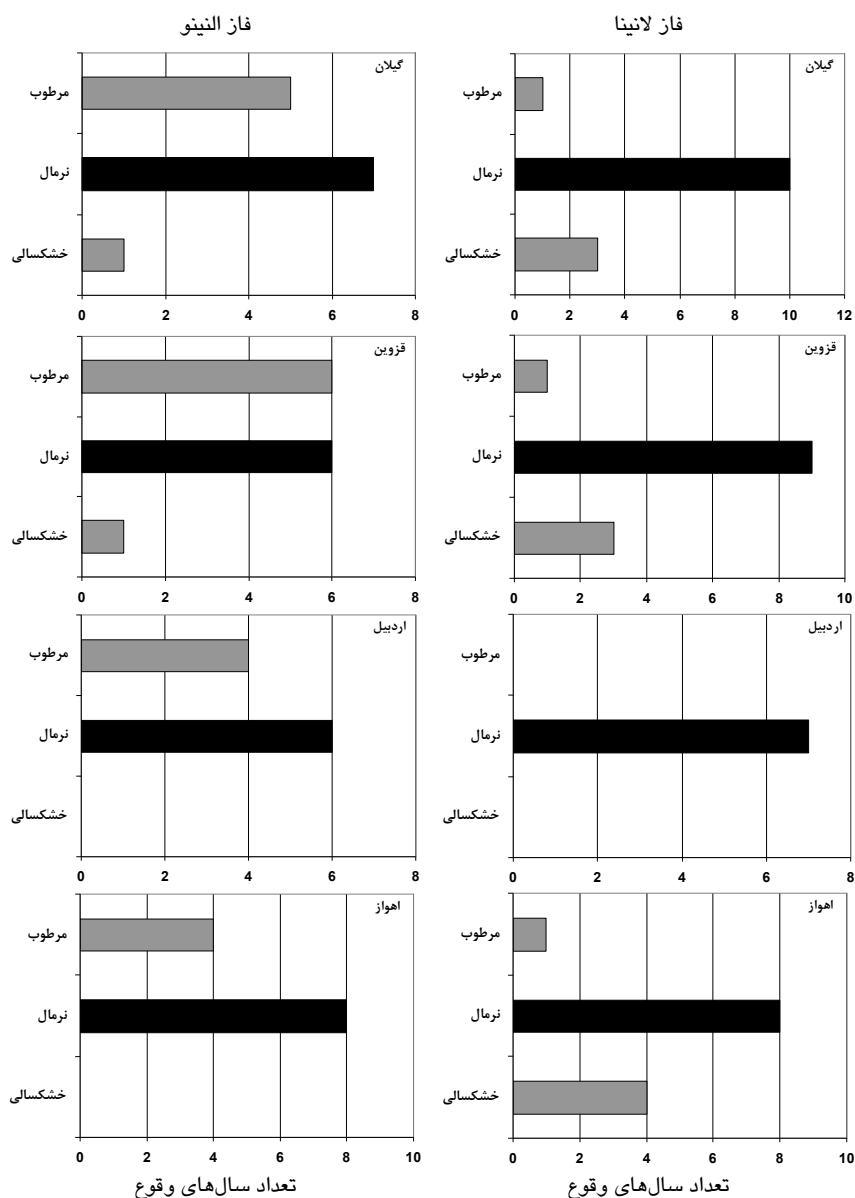 فاز النینو
گیلان
مرطوب
نرمال
خشکسالی
0 2 4 6 8
فاز لانینا
گیلان
مرطوب
نرمال
خشکسالی
0 2 4 6 8 10 12
مرطوب
نرمال
خشکسالی
0 2 4 6 8
قزوین
مرطوب
نرمال
خشکسالی
0 2 4 6 8 10
اردبیل
مرطوب
نرمال
خشکسالی
0 2 4 6 8
اردبیل
مرطوب
نرمال
خشکسالی
0 2 4 6 8
اهواز
مرطوب
نرمال
خشکسالی
0 2 4 6 8 10
تعداد سال‌های وقوع
اهواز
مرطوب
نرمال
خشکسالی
0 2 4 6 8 10
تعداد سال‌های وقوع